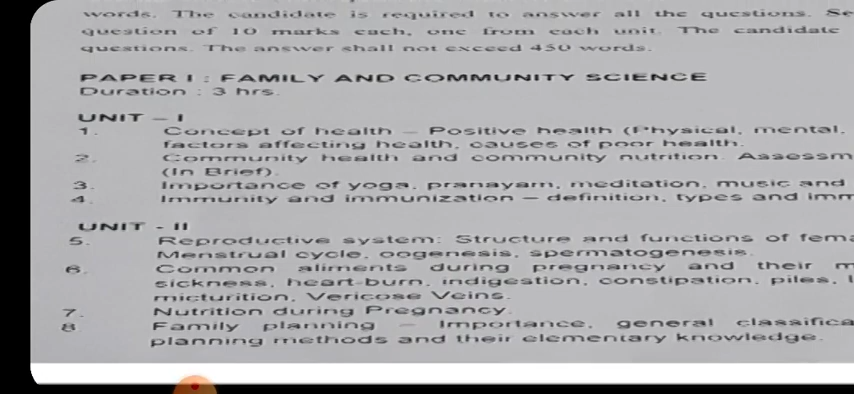 words. The candidate is required to answer all the questions. Se
question of 10 marks each, one from each unit. The candidate
questions. The answer shall not exceed 450 words.
PAPER I : FAMILY AND COMMUNITY SCIENCE
Duration : 3 hrs.
UNIT – I
1. Concept of health – Positive health (Physical, mental,
factors affecting health, causes of poor health.
2. Community health and community nutrition. Assessm
(In Brief).
3. Importance of yoga, pranayam, meditation, music and
4. Immunity and immunization – definition, types and imm
UNIT - II
5. Reproductive system: Structure and functions of fema
Menstrual cycle, oogenesis, spermatogenesis.
6. Common aliments during pregnancy and their m
sickness, heart-burn, indigestion, constipation, piles, l
micturition, Vericose Veins.
7. Nutrition during Pregnancy.
8 Family planning – Importance, general classifica
planning methods and their elementary knowledge.